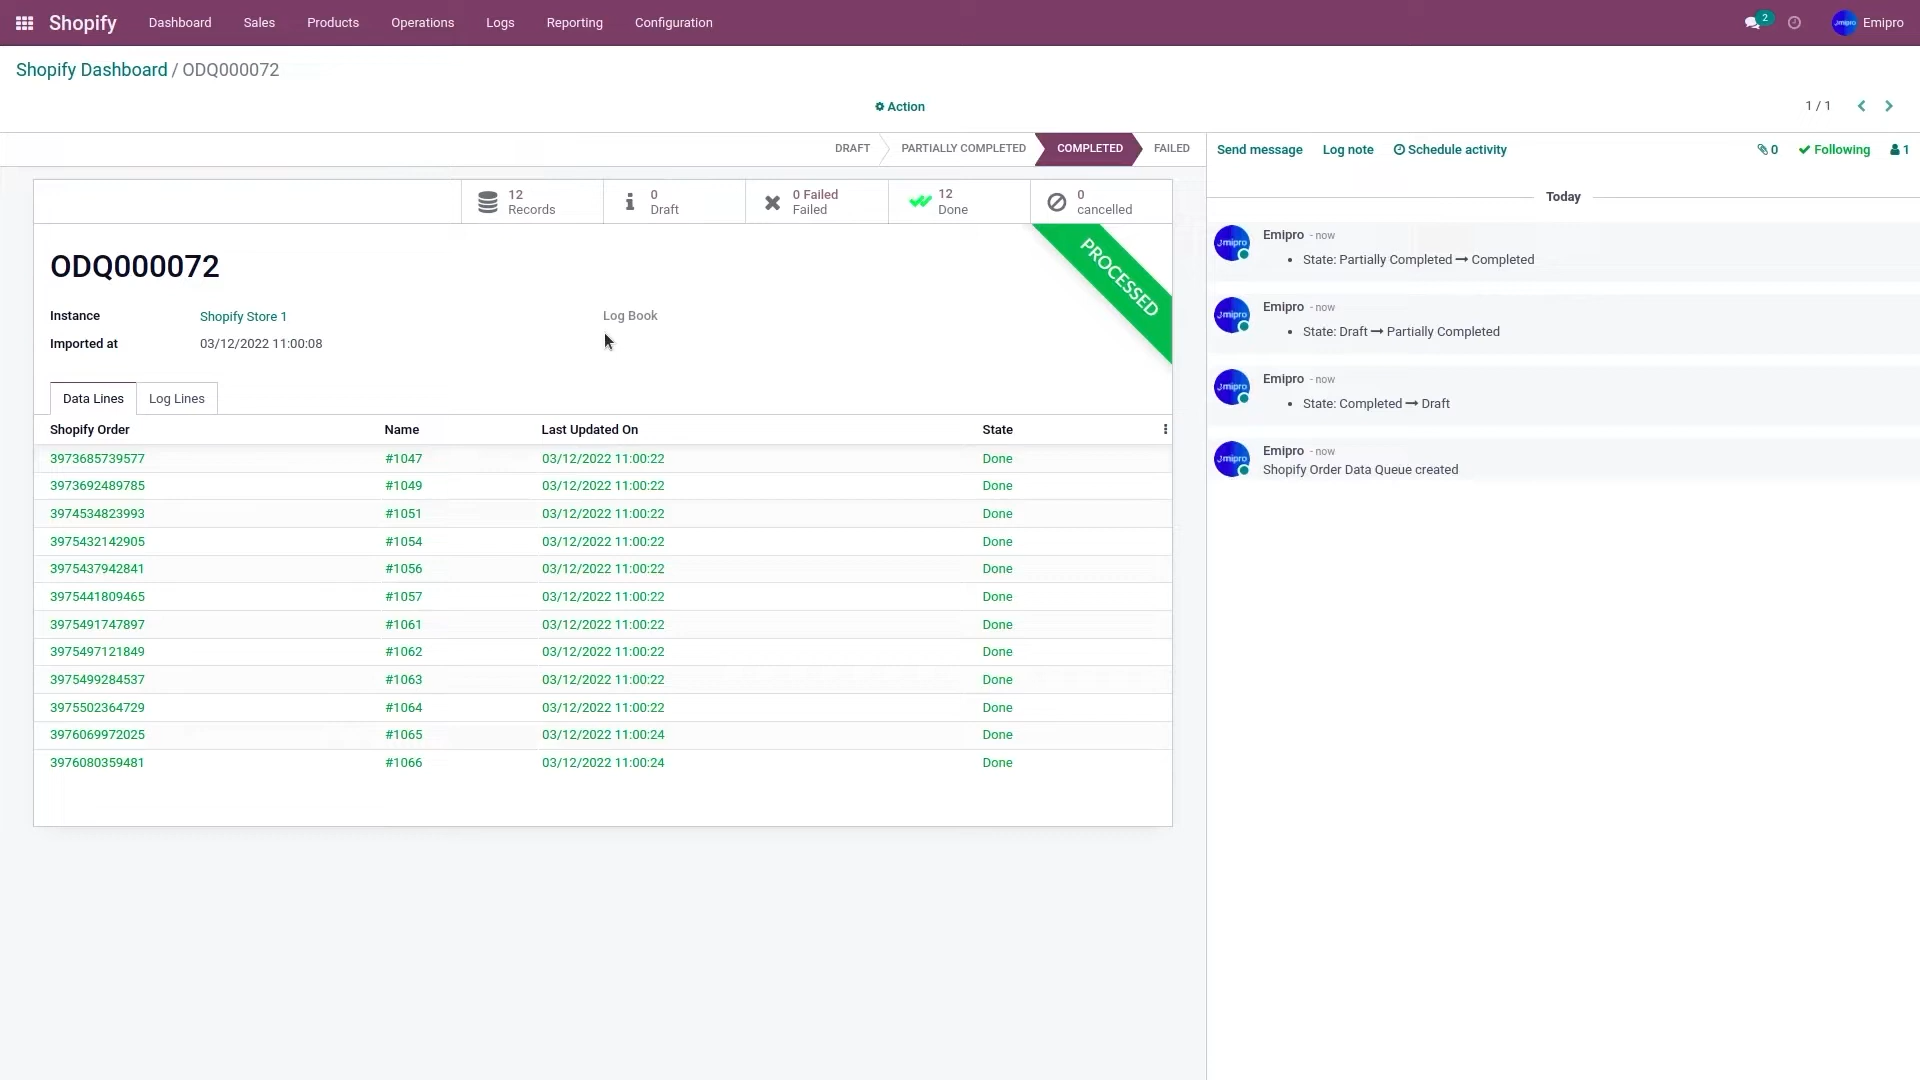 Shopify
Dashboard
Sales
Products
Operations
Logs
Reporting
Configuration
2
Emipro
Shopify Dashboard / ODQ000072
Action
1 / 1
DRAFT
PARTIALLY COMPLETED
COMPLETED
FAILED
12
Records
0
Draft
0 Failed
Failed
12
Done
0
cancelled
PROCESSED
ODQ000072
Instance Shopify Store 1
Log Book
Imported at 03/12/2022 11:00:08
Data Lines
Log Lines
Shopify Order Name Last Updated On State
3973685739577 #1047 03/12/2022 11:00:22 Done
3973692489785 #1049 03/12/2022 11:00:22 Done
3974534823993 #1051 03/12/2022 11:00:22 Done
3975432142905 #1054 03/12/2022 11:00:22 Done
3975437942841 #1056 03/12/2022 11:00:22 Done
3975441809465 #1057 03/12/2022 11:00:22 Done
3975491747897 #1061 03/12/2022 11:00:22 Done
3975497121849 #1062 03/12/2022 11:00:22 Done
3975499284537 #1063 03/12/2022 11:00:22 Done
3975502364729 #1064 03/12/2022 11:00:22 Done
3976069972025 #1065 03/12/2022 11:00:24 Done
3976080359481 #1066 03/12/2022 11:00:24 Done
Send message
Log note
Schedule activity
0
Following
1
Today
Emipro - now
• State: Partially Completed → Completed
Emipro - now
• State: Draft → Partially Completed
Emipro - now
• State: Completed → Draft
Emipro - now
Shopify Order Data Queue created